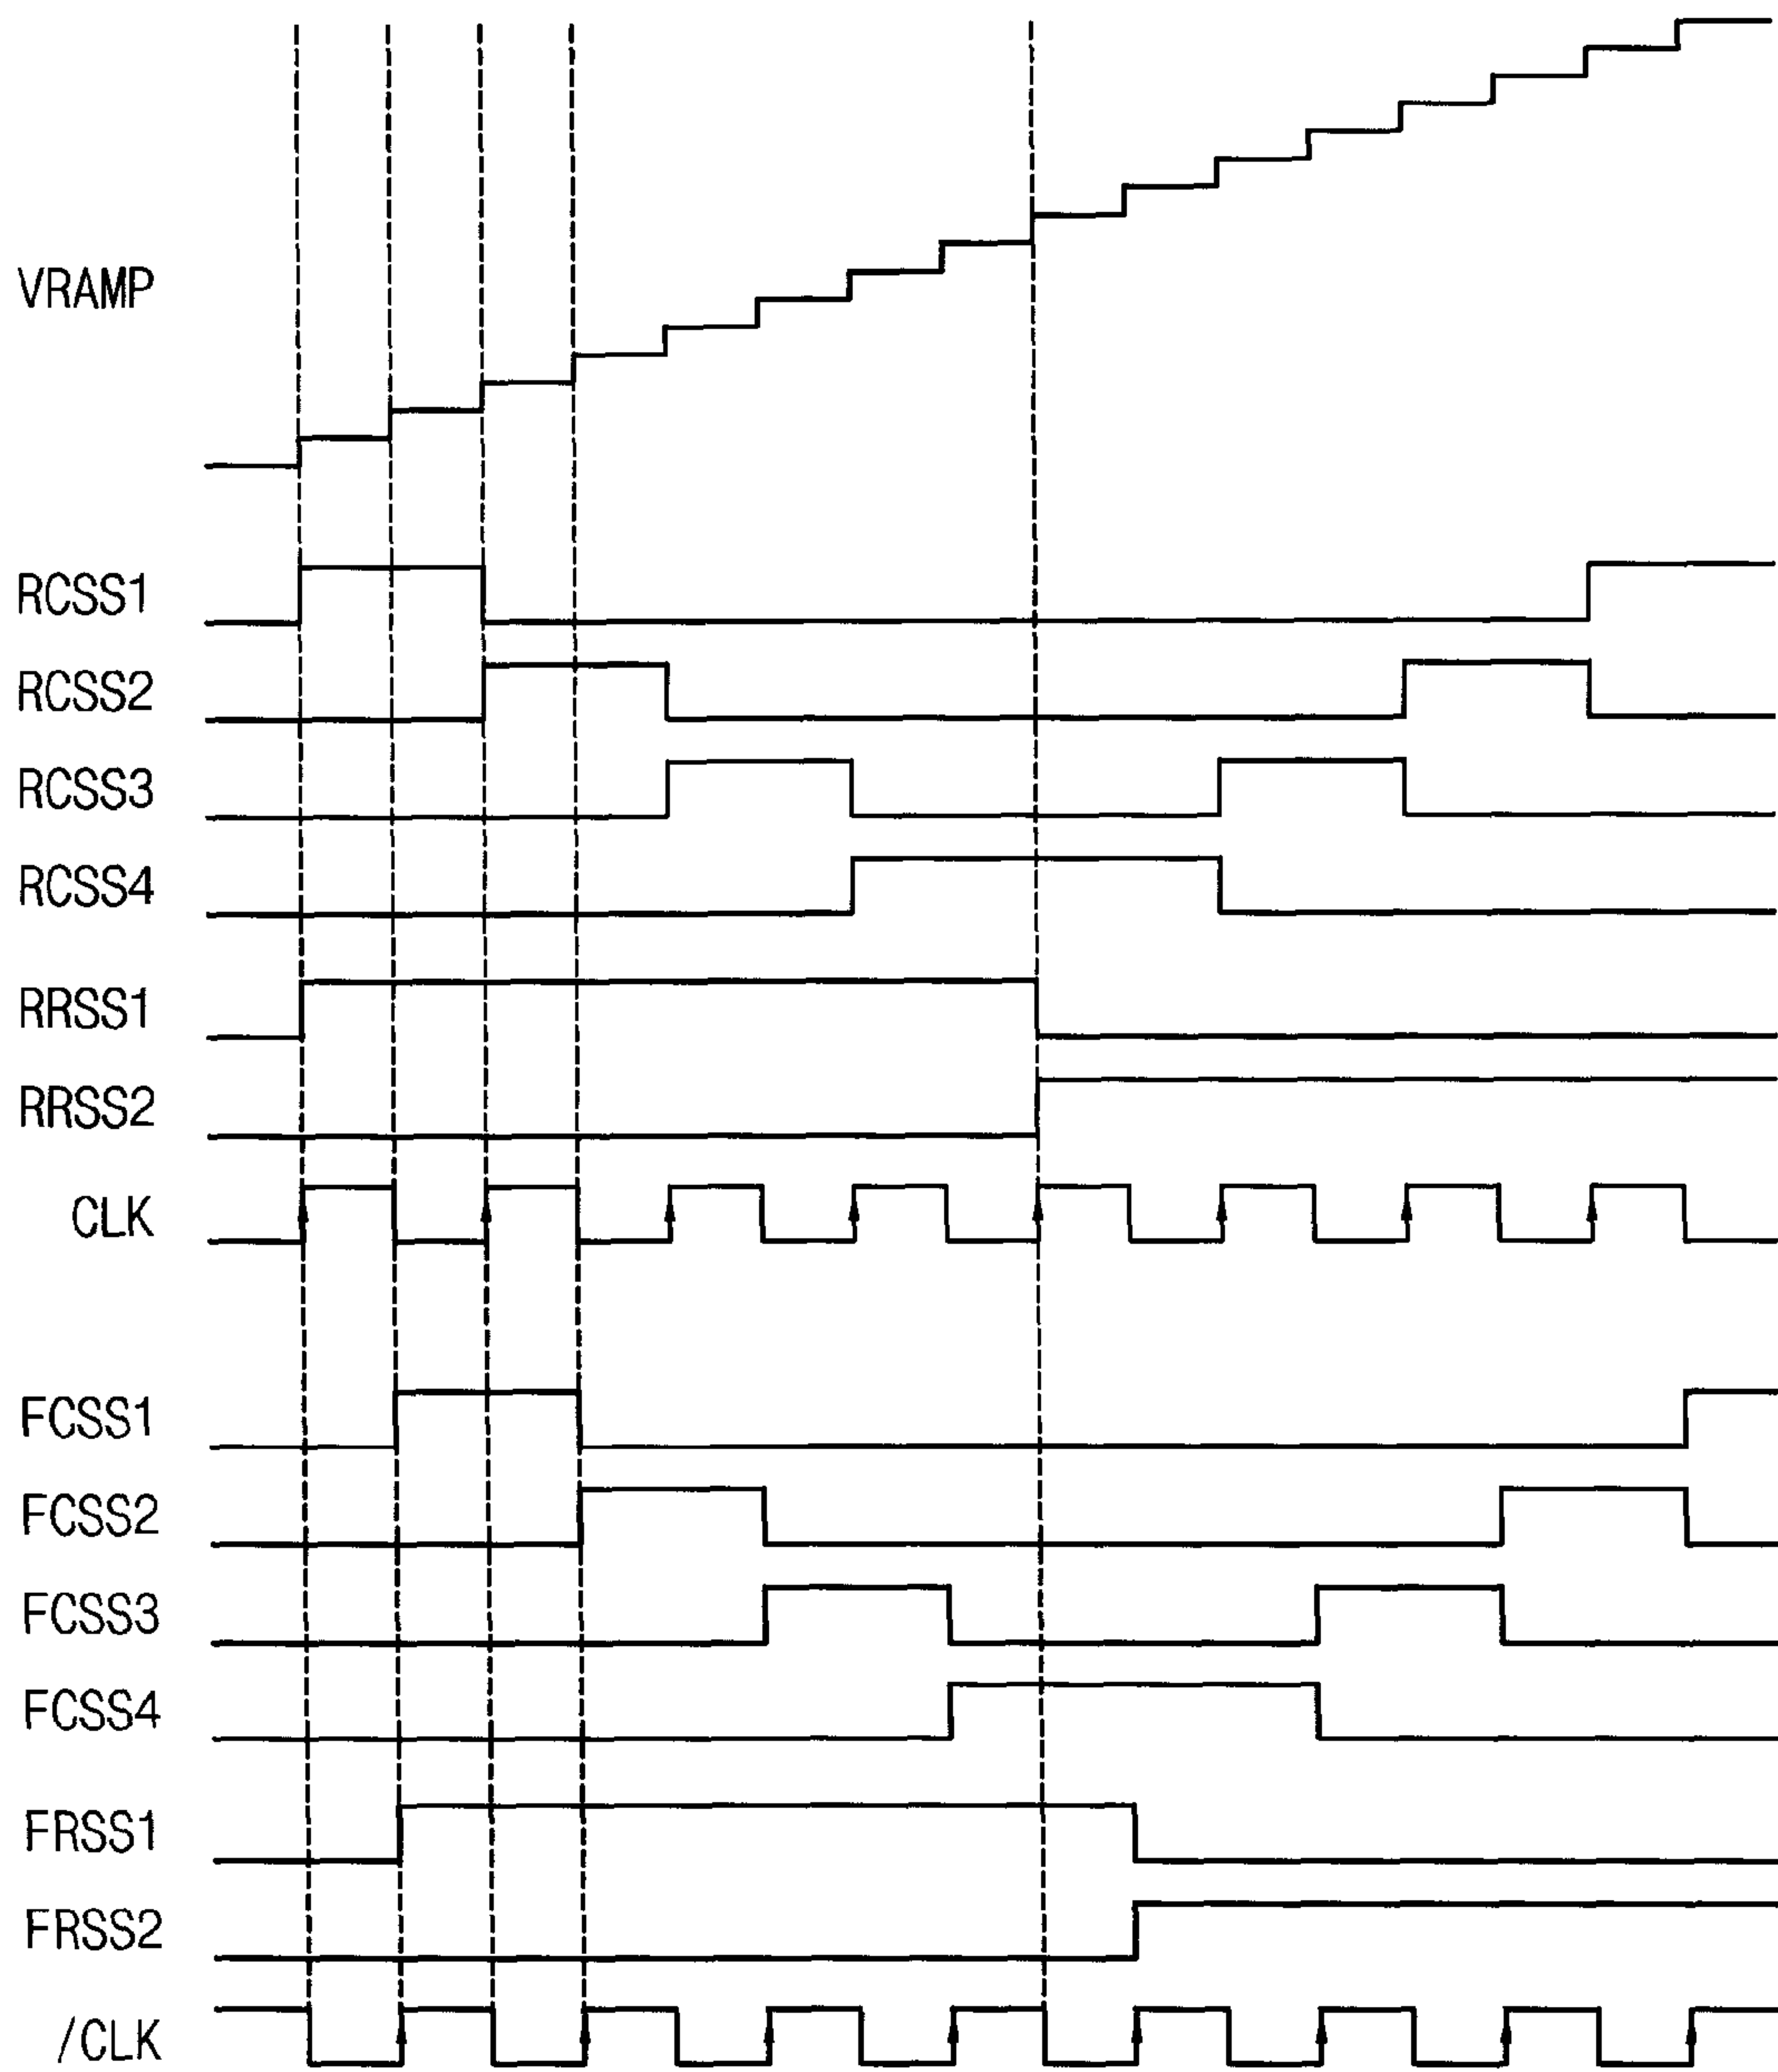 VRAMP
RCSS1
RCSS2
RCSS3
RCSS4
RRSS1
RRSS2
CLK
FCSS1
FCSS2
FCSS3
FCSS4
FRSS1
FRSS2
/CLK